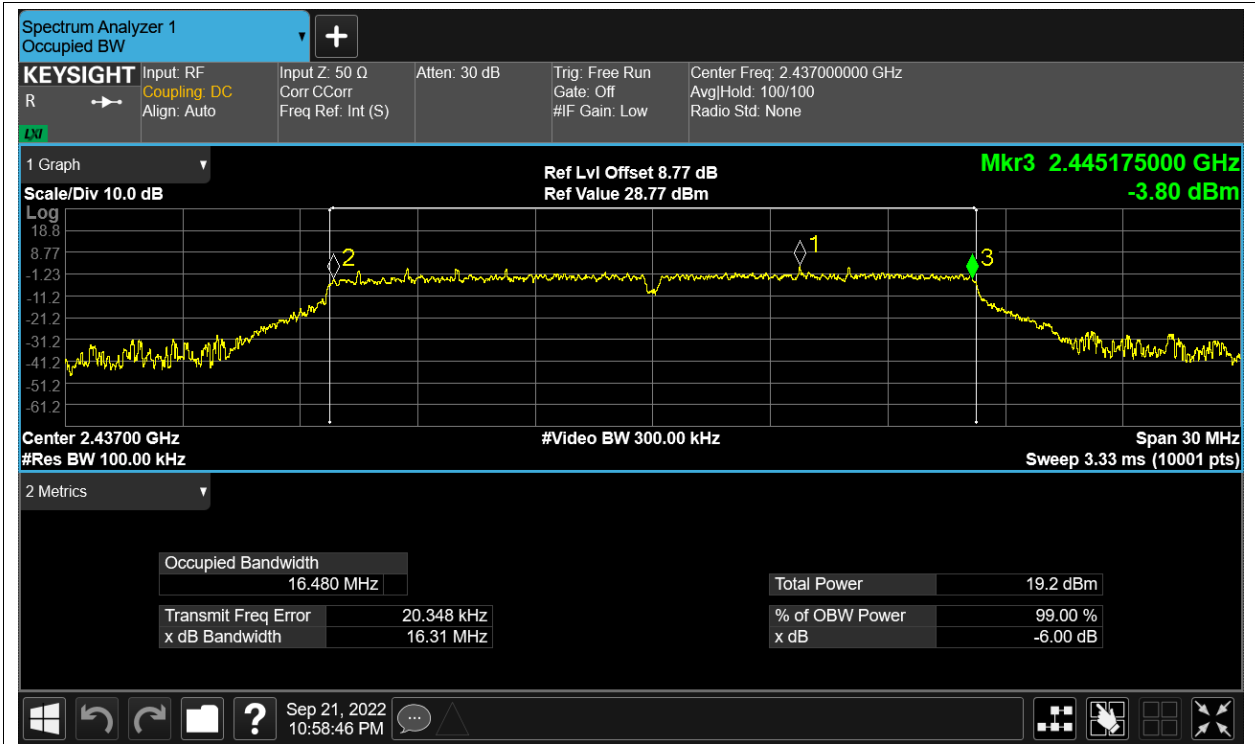 Spectrum Analyzer 1
Occupied BW
KEYSIGHT
R
LXI
Input: RF
Coupling: DC
Align: Auto
Input Z: 50 Ω
Corr CCorr
Freq Ref: Int (S)
Atten: 30 dB
Trig: Free Run
Gate: Off
#IF Gain: Low
Center Freq: 2.437000000 GHz
Avg|Hold: 100/100
Radio Std: None
1 Graph
Scale/Div 10.0 dB
Ref Lvl Offset 8.77 dB
Ref Value 28.77 dBm
Mkr3 2.445175000 GHz
-3.80 dBm
Log
18.8
8.77
-1.23
-11.2
-21.2
-31.2
-41.2
-51.2
-61.2
2
1
3
Center 2.43700 GHz
#Video BW 300.00 kHz
Span 30 MHz
#Res BW 100.00 kHz
Sweep 3.33 ms (10001 pts)
2 Metrics
Occupied Bandwidth
16.480 MHz
Transmit Freq Error 20.348 kHz
x dB Bandwidth 16.31 MHz
Total Power 19.2 dBm
% of OBW Power 99.00 %
x dB -6.00 dB
?
Sep 21, 2022
10:58:46 PM